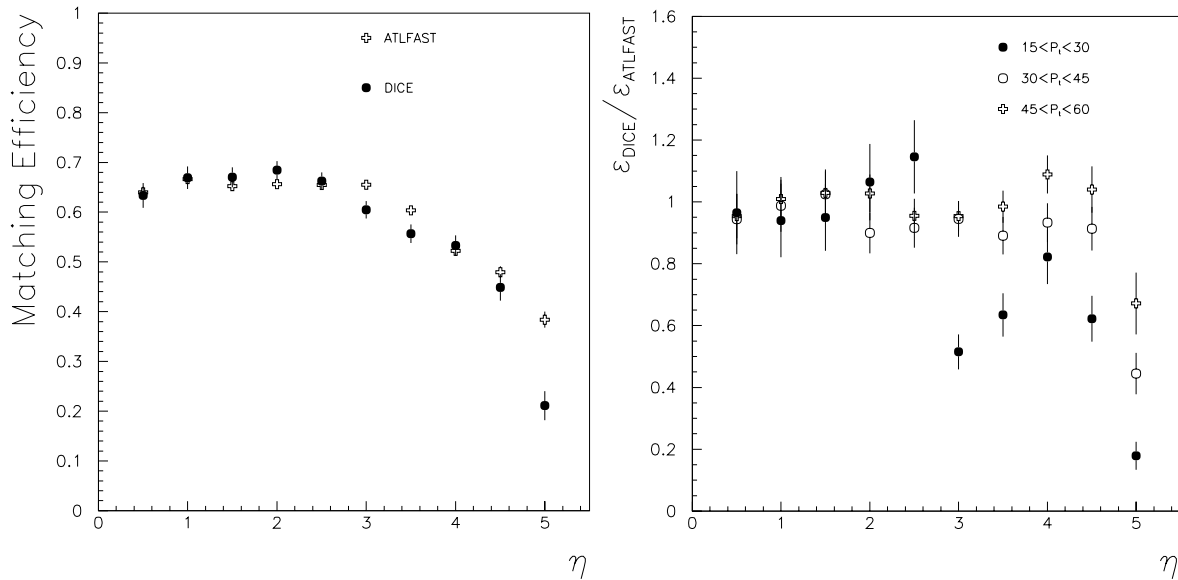 Matching Efficiency
1
0.9
0.8
0.7
0.6
0.5
0.4
0.3
0.2
0.1
0
ATLFAST
DICE
0 1 2 3 4 5
η
ε_DICE / ε_ATLFAST
1.6
1.4
1.2
1
0.8
0.6
0.4
0.2
0
15<P_t<30
30<P_t<45
45<P_t<60
0 1 2 3 4 5
η